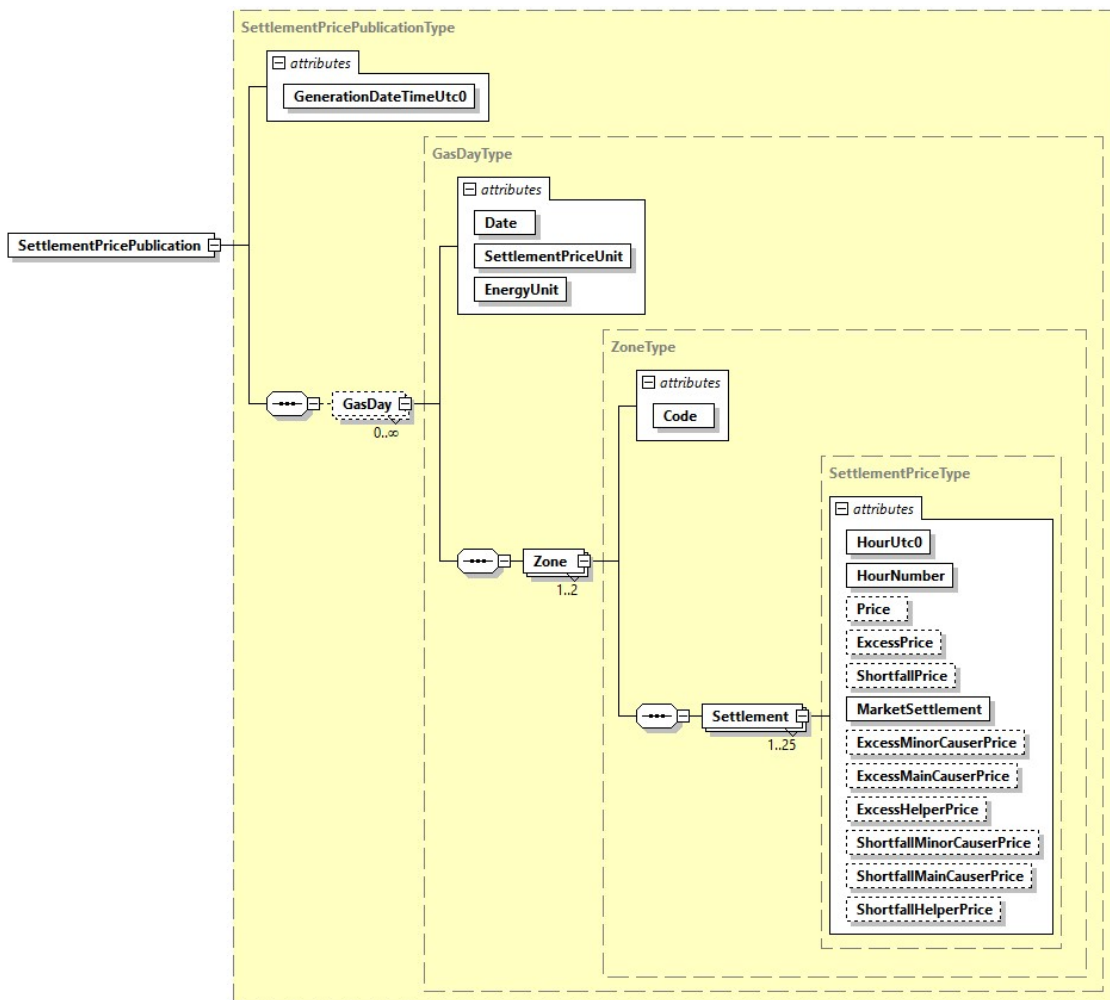 SettlementPricePublicationType
attributes
GenerationDateTimeUtc0
GasDayType
attributes
Date
SettlementPriceUnit
EnergyUnit
SettlementPricePublication
ZoneType
attributes
Code
GasDay
0..∞
SettlementPriceType
attributes
HourUtc0
HourNumber
Price
ExcessPrice
ShortfallPrice
MarketSettlement
ExcessMinorCauserPrice
ExcessMainCauserPrice
ExcessHelperPrice
ShortfallMinorCauserPrice
ShortfallMainCauserPrice
ShortfallHelperPrice
Zone
1..2
Settlement
1..25